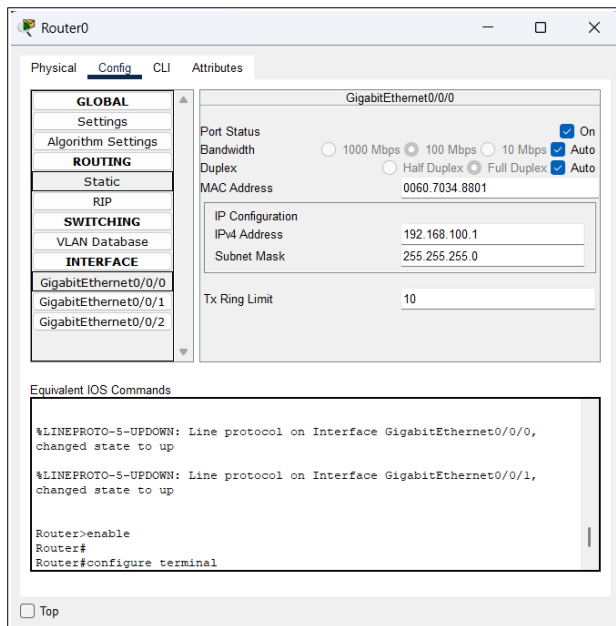 Router0
Physical Config CLI Attributes
GLOBAL
Settings
Algorithm Settings
ROUTING
Static
RIP
SWITCHING
VLAN Database
INTERFACE
GigabitEthernet0/0/0
GigabitEthernet0/0/1
GigabitEthernet0/0/2
GigabitEthernet0/0/0
Port Status On
Bandwidth 1000 Mbps 100 Mbps 10 Mbps Auto
Duplex Half Duplex Full Duplex Auto
MAC Address 0060.7034.8801
IP Configuration
IPv4 Address 192.168.100.1
Subnet Mask 255.255.255.0
Tx Ring Limit 10
Equivalent IOS Commands
%LINEPROTO-5-UPDOWN: Line protocol on Interface GigabitEthernet0/0/0,
changed state to up
%LINEPROTO-5-UPDOWN: Line protocol on Interface GigabitEthernet0/0/1,
changed state to up
Router>enable
Router#
Router#configure terminal
Top